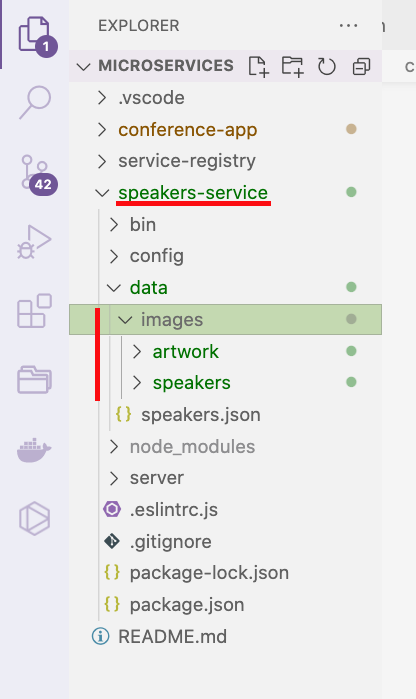 EXPLORER
1
MICROSERVICES
.vscode
conference-app
service-registry
42
speakers-service
bin
config
data
images
artwork
speakers
{} speakers.json
node_modules
server
.eslintrc.js
.gitignore
{} package-lock.json
{} package.json
README.md